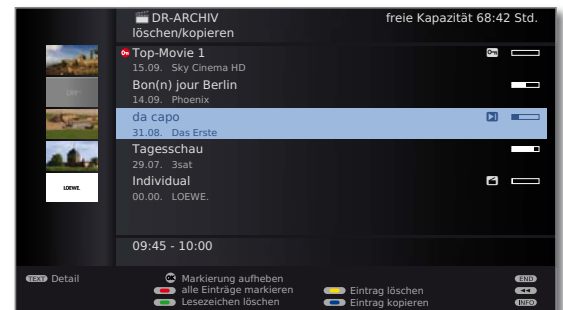 DR-ARCHIV freie Kapazität 68:42 Std.
löschen/kopieren
Top-Movie 1
15.09. Sky Cinema HD
Bon(n) jour Berlin
14.09. Phoenix
da capo
31.08. Das Erste
Tagesschau
29.07. 3sat
Individual
00.00. LOEWE.
LOEWE.
09:45 - 10:00
TEXT Detail OK Markierung aufheben END
alle Einträge markieren Eintrag löschen
Lesezeichen löschen Eintrag kopieren INFO